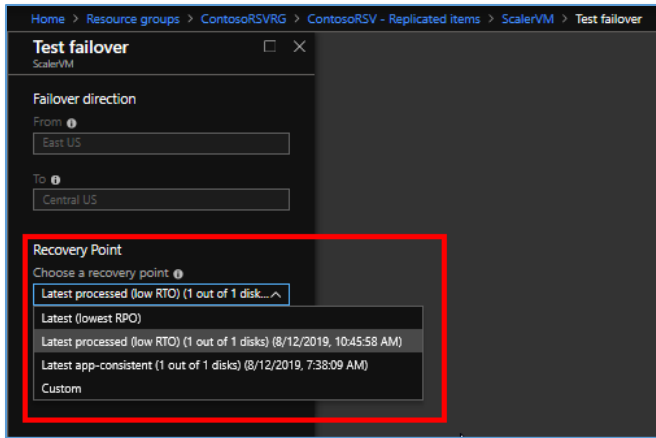 Home > Resource groups > ContosoRSVRG > ContosoRSV - Replicated items > ScalerVM > Test failover
Test failover
ScalerVM
Failover direction
From
East US
To
Central US
Recovery Point
Choose a recovery point
Latest processed (low RTO) (1 out of 1 disk...
Latest (lowest RPO)
Latest processed (low RTO) (1 out of 1 disks) (8/12/2019, 10:45:58 AM)
Latest app-consistent (1 out of 1 disks) (8/12/2019, 7:38:09 AM)
Custom